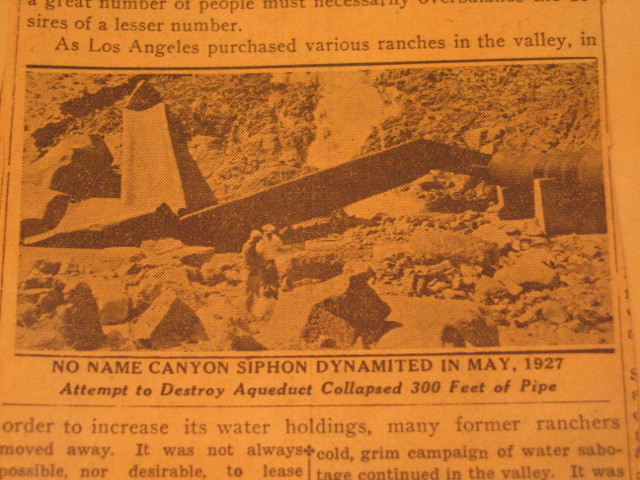 a great number of people must necessarily overbalance the de-
sires of a lesser number.
As Los Angeles purchased various ranches in the valley, in
NO NAME CANYON SIPHON DYNAMITED IN MAY, 1927
Attempt to Destroy Aqueduct Collapsed 300 Feet of Pipe
order to increase its water holdings, many former ranchers
moved away. It was not always
possible, nor desirable, to lease
cold, grim campaign of water sabo-
tage continued in the valley. It was